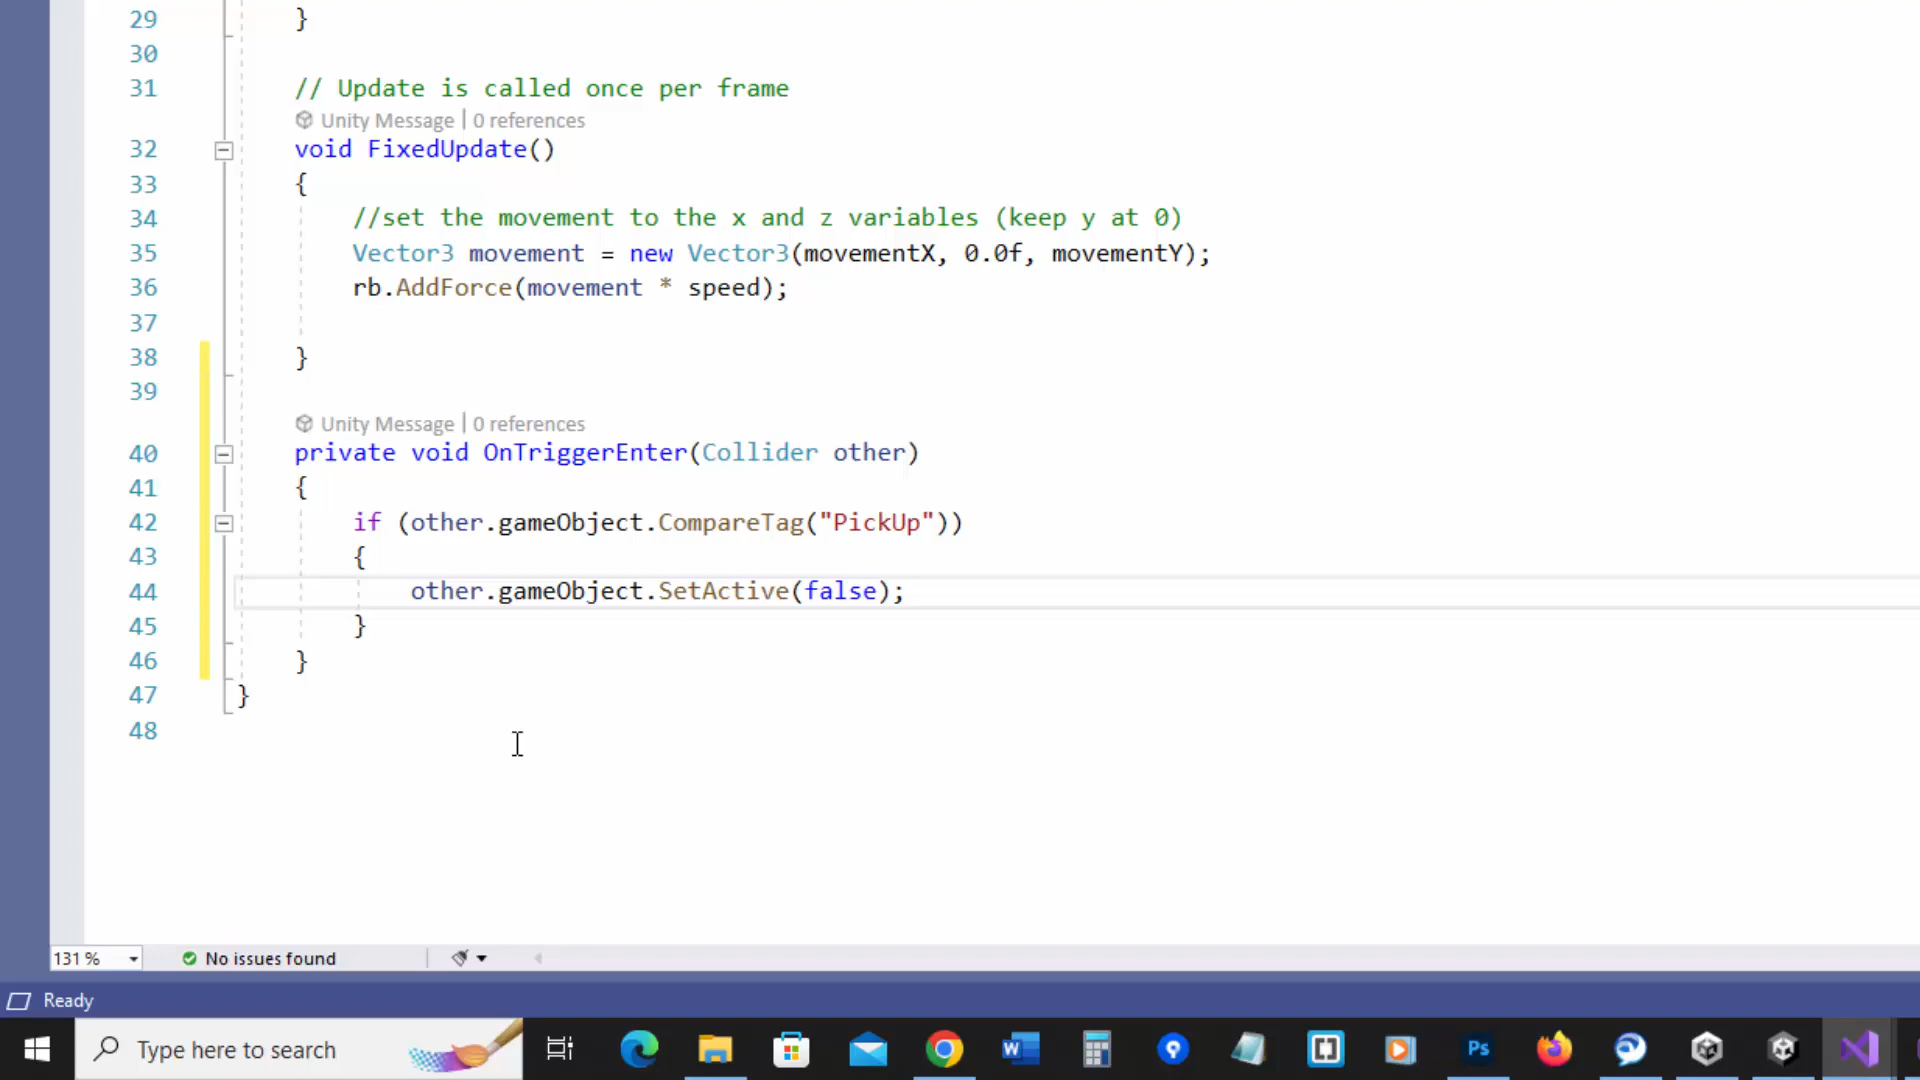 29 }
30
31 // Update is called once per frame
Unity Message | 0 references
32 void FixedUpdate()
33 {
34 //set the movement to the x and z variables (keep y at 0)
35 Vector3 movement = new Vector3(movementX, 0.0f, movementY);
36 rb.AddForce(movement * speed);
37
38 }
39
Unity Message | 0 references
40 private void OnTriggerEnter(Collider other)
41 {
42 if (other.gameObject.CompareTag("PickUp"))
43 {
44 other.gameObject.SetActive(false);
45 }
46 }
47 }
48
131 % No issues found
Ready
Type here to search W Ps